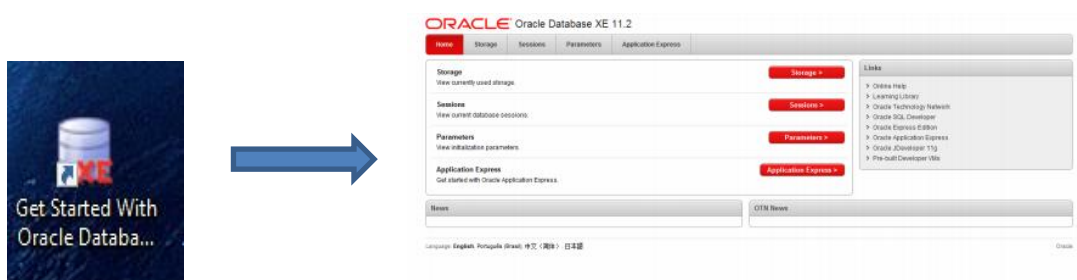 XE
Get Started With
Oracle Databa...
ORACLE Oracle Database XE 11.2
Home Storage Sessions Parameters Application Express
Storage
View currently used storage.
Storage >
Sessions
View current database sessions.
Sessions >
Parameters
View initialization parameters.
Parameters >
Application Express
Get started with Oracle Application Express.
Application Express >
Links
> Online Help
> Learning Library
> Oracle Technology Network
> Oracle SQL Developer
> Oracle Express Edition
> Oracle Application Express
> Oracle JDeveloper 11g
> Pre-built Developer VMs
News
OTN News
Language: English, Português (Brasil), 中文（简体） 日本語
Oracle